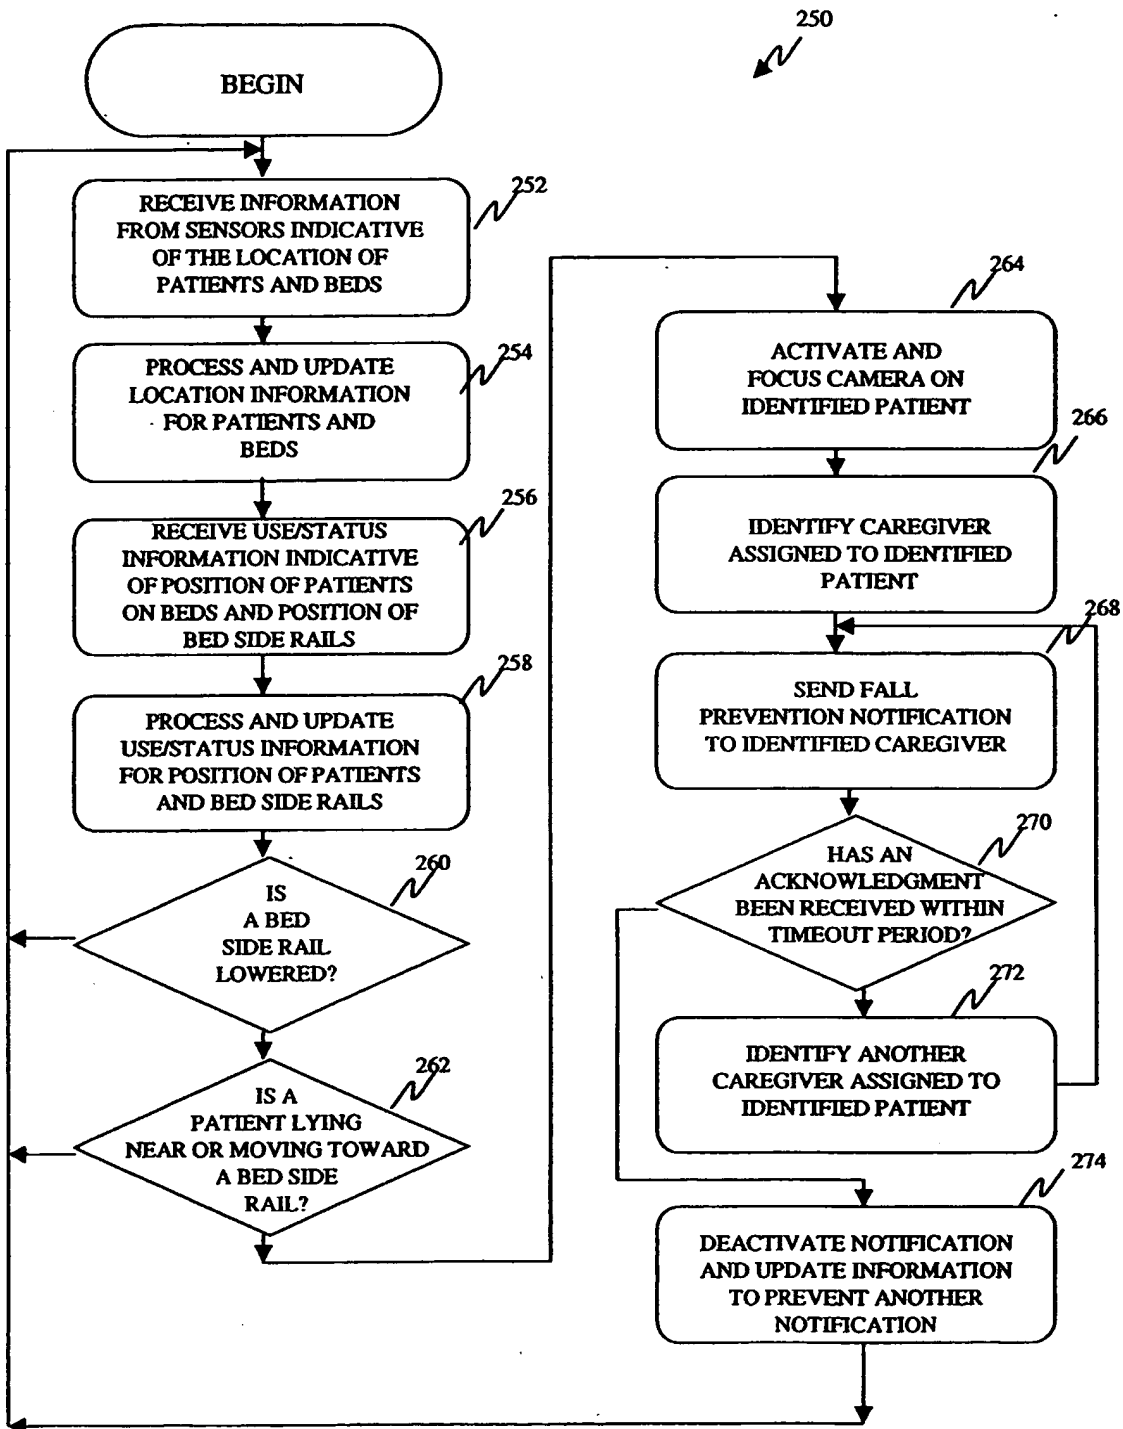 250
BEGIN
252
RECEIVE INFORMATION
FROM SENSORS INDICATIVE
OF THE LOCATION OF
PATIENTS AND BEDS
254
PROCESS AND UPDATE
LOCATION INFORMATION
FOR PATIENTS AND
BEDS
256
RECEIVE USE/STATUS
INFORMATION INDICATIVE
OF POSITION OF PATIENTS
ON BEDS AND POSITION OF
BED SIDE RAILS
258
PROCESS AND UPDATE
USE/STATUS INFORMATION
FOR POSITION OF PATIENTS
AND BED SIDE RAILS
260
IS
A BED
SIDE RAIL
LOWERED?
262
IS A
PATIENT LYING
NEAR OR MOVING TOWARD
A BED SIDE
RAIL?
264
ACTIVATE AND
FOCUS CAMERA ON
IDENTIFIED PATIENT
266
IDENTIFY CAREGIVER
ASSIGNED TO IDENTIFIED
PATIENT
268
SEND FALL
PREVENTION NOTIFICATION
TO IDENTIFIED CAREGIVER
270
HAS AN
ACKNOWLEDGMENT
BEEN RECEIVED WITHIN
TIMEOUT PERIOD?
272
IDENTIFY ANOTHER
CAREGIVER ASSIGNED TO
IDENTIFIED PATIENT
274
DEACTIVATE NOTIFICATION
AND UPDATE INFORMATION
TO PREVENT ANOTHER
NOTIFICATION